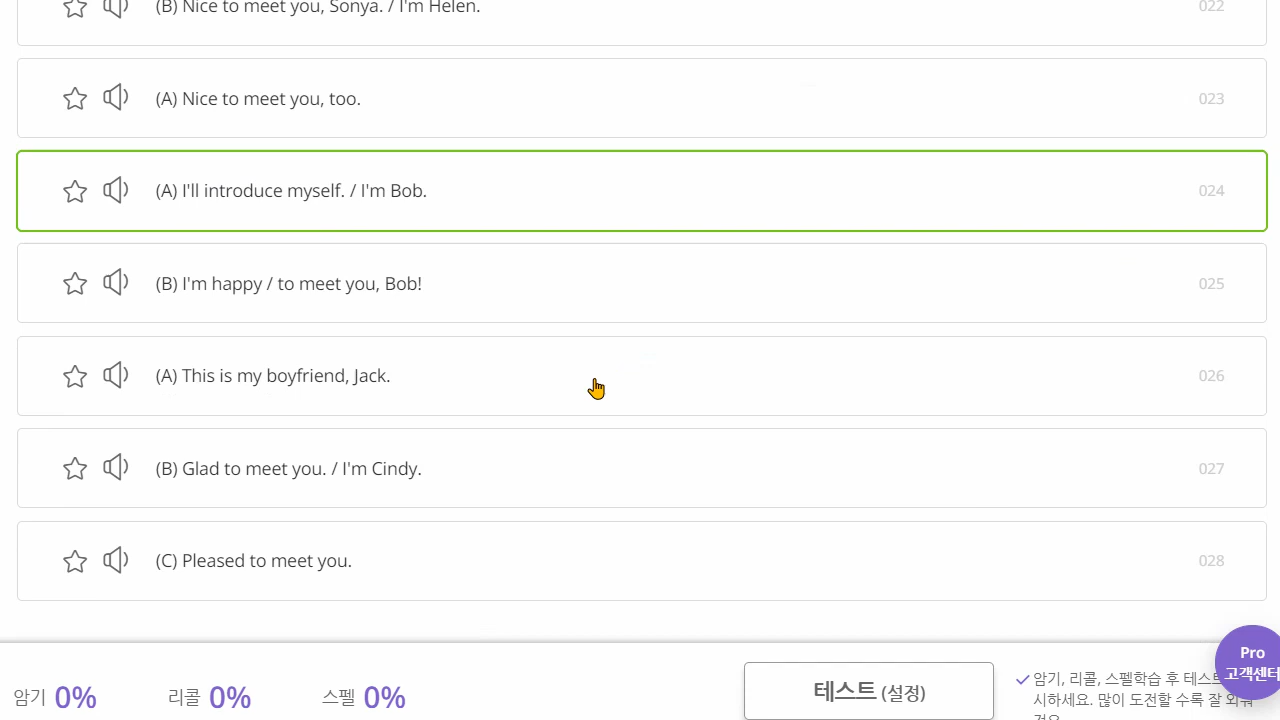 (B) Nice to meet you, Sonya. / I'm Helen. 022
(A) Nice to meet you, too. 023
(A) I'll introduce myself. / I'm Bob. 024
(B) I'm happy / to meet you, Bob! 025
(A) This is my boyfriend, Jack. 026
(B) Glad to meet you. / I'm Cindy. 027
(C) Pleased to meet you. 028
Pro
고객센터
암기 0% 리콜 0% 스펠 0%
테스트 (설정)
암기, 리콜, 스펠학습 후 테스트
시하세요. 많이 도전할 수록 잘 외워